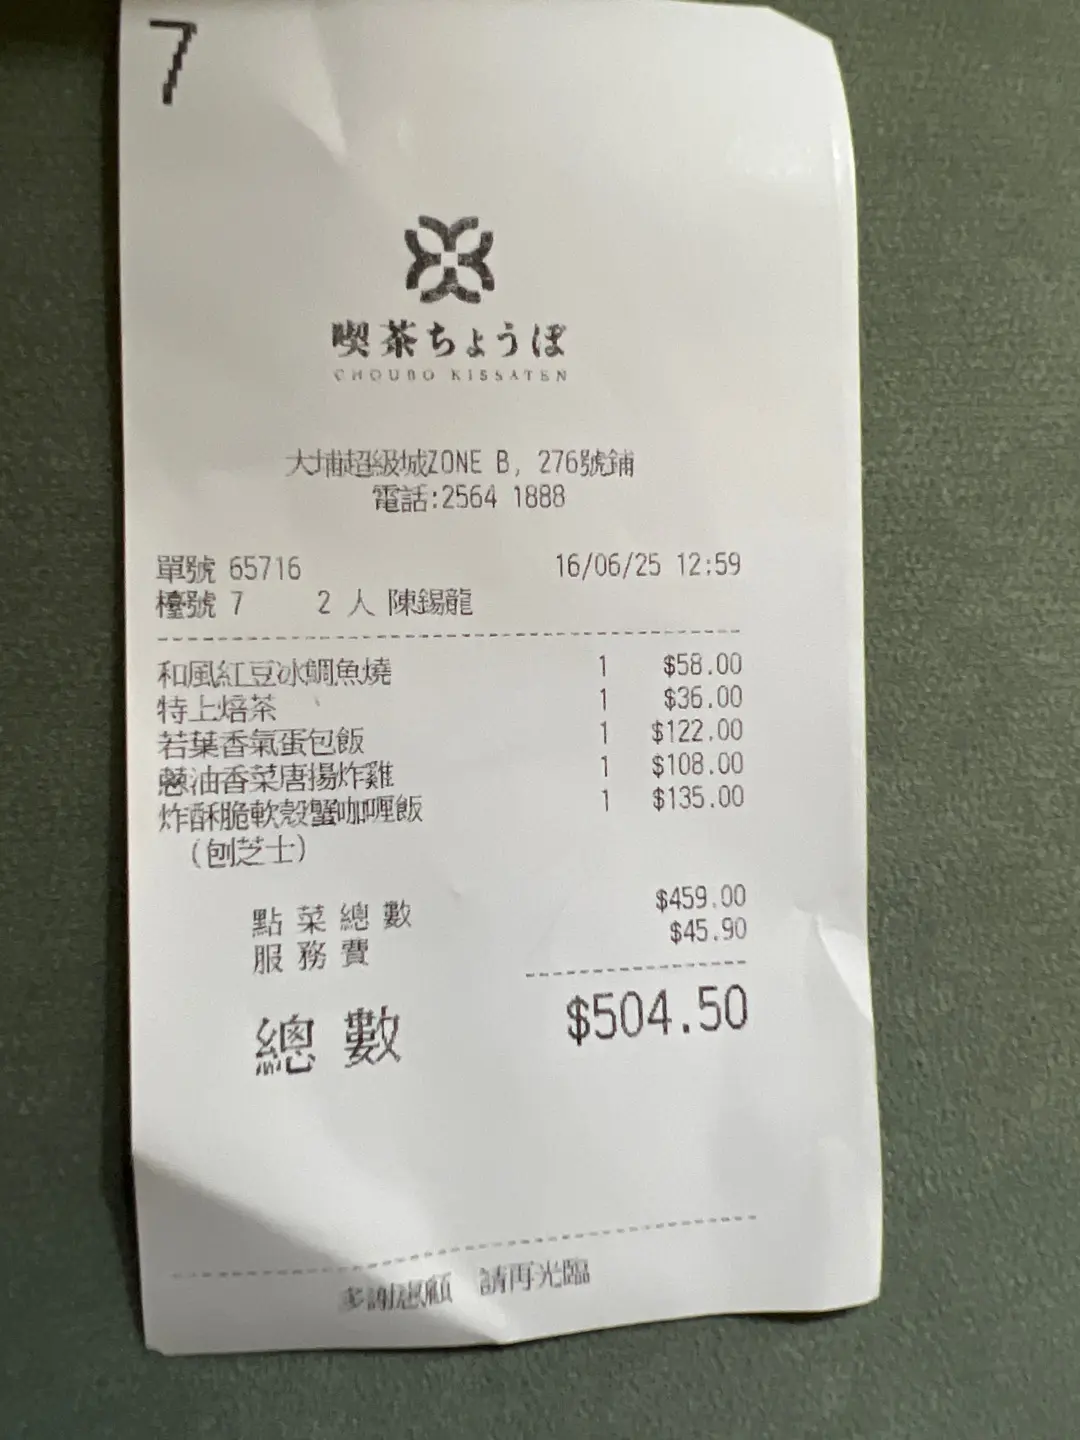 7
喫茶ちょうぼ
CHOUBO KISSATEN
大埔超級城ZONE B, 276號鋪
電話:2564 1888
單號 65716 16/06/25 12:59
檯號 7 2 人 陳錫龍
和風紅豆冰鯛魚燒 1 $58.00
特上焙茶 1 $36.00
若葉香氣蛋包飯 1 $122.00
蔥油香菜唐揚炸雞 1 $108.00
炸酥脆軟殼蟹咖喱飯 1 $135.00
(刨芝士)
點菜總數 $459.00
服務費 $45.90
總數 $504.50
多謝惠顧 請再光臨